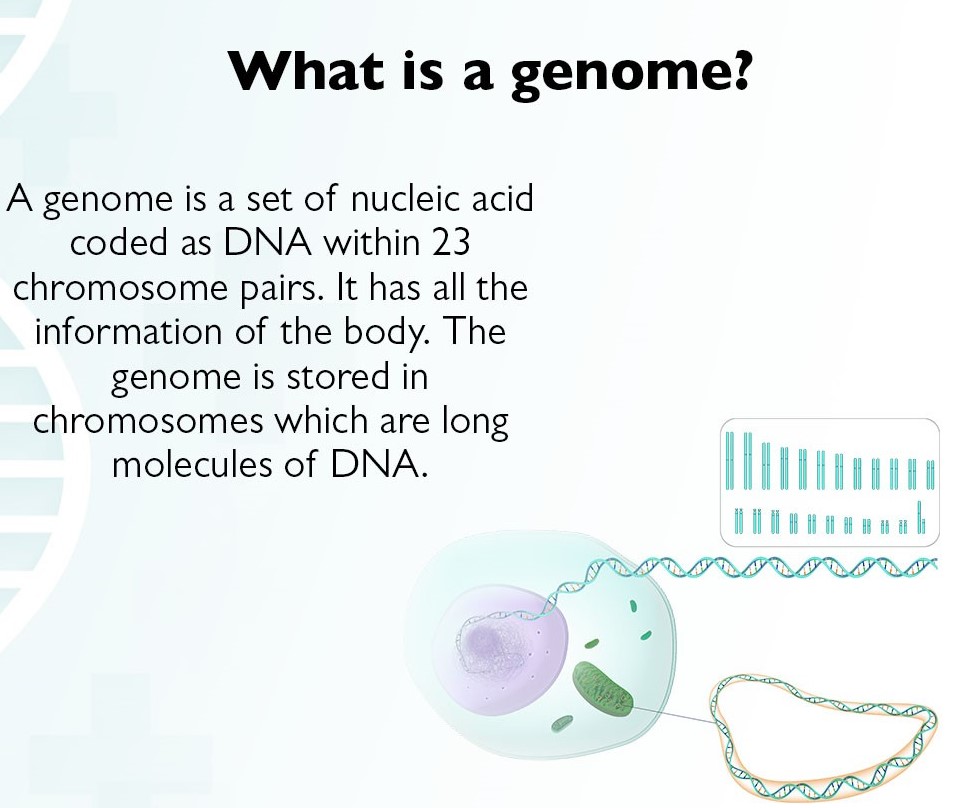 What is a genome?
A genome is a set of nucleic acid
coded as DNA within 23
chromosome pairs. It has all the
information of the body. The
genome is stored in
chromosomes which are long
molecules of DNA.